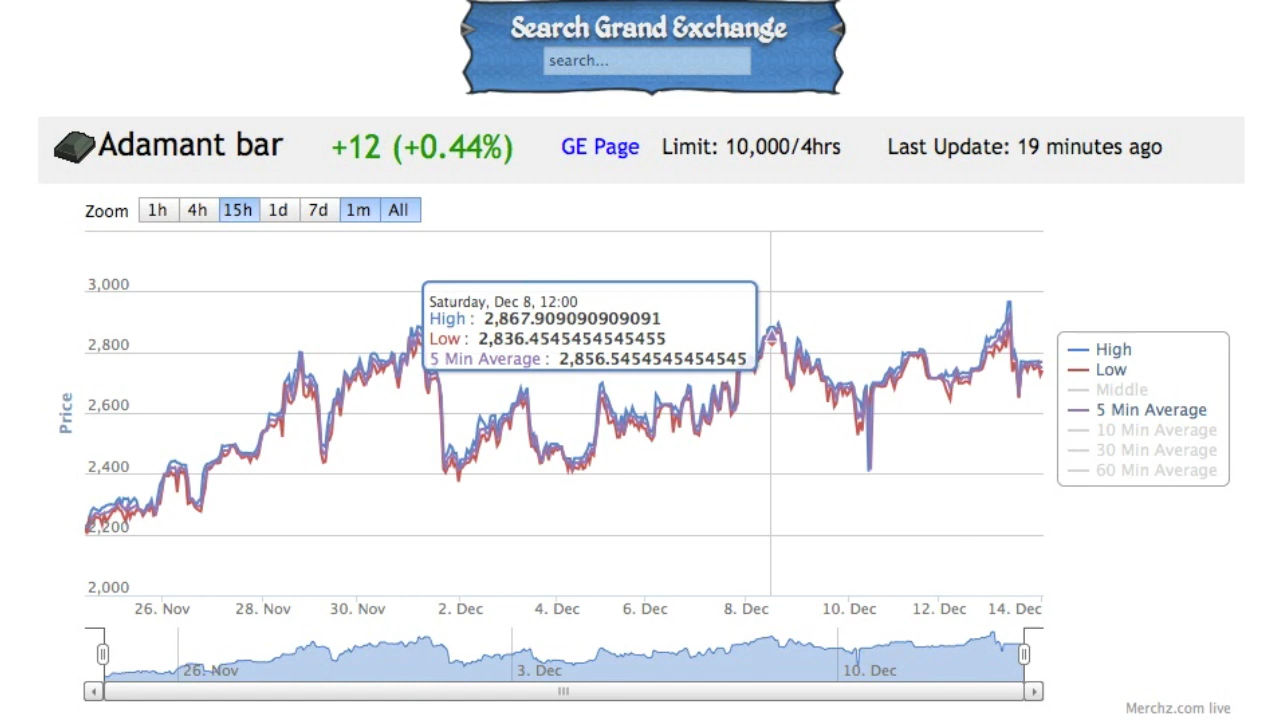 Search Grand Exchange
search...
Adamant bar +12 (+0.44%) GE Page Limit: 10,000/4hrs Last Update: 19 minutes ago
Zoom 1h 4h 15h 1d 7d 1m All
3,000
Saturday, Dec 8, 12:00
High : 2,867.909090909091
Low : 2,836.4545454545455
5 Min Average : 2,856.5454545454545
2,800
2,600
2,400
2,200
2,000
Price
High
Low
Middle
5 Min Average
10 Min Average
30 Min Average
60 Min Average
26. Nov 28. Nov 30. Nov 2. Dec 4. Dec 6. Dec 8. Dec 10. Dec 12. Dec 14. Dec
26. Nov 3. Dec 10. Dec
Merchz.com live